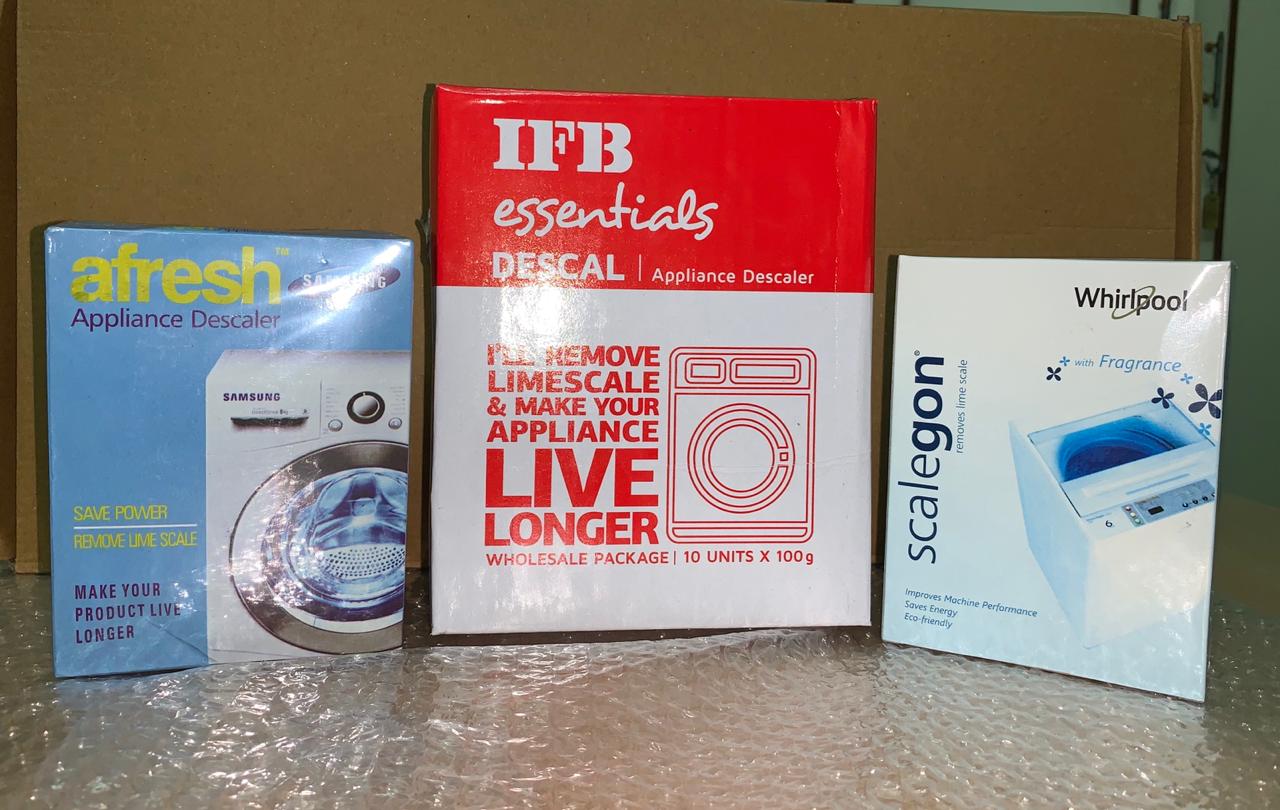 afresh™
SAMSUNG
Appliance Descaler
SAMSUNG
SAVE POWER
REMOVE LIME SCALE
MAKE YOUR
PRODUCT LIVE
LONGER
IFB
essentials
DESCAL | Appliance Descaler
I'LL REMOVE
LIMESCALE
& MAKE YOUR
APPLIANCE
LIVE
LONGER
WHOLESALE PACKAGE | 10 UNITS X 100g
Whirlpool
with Fragrance
scalegon®
removes lime scale
6
Improves Machine Performance
Saves Energy
Eco-friendly